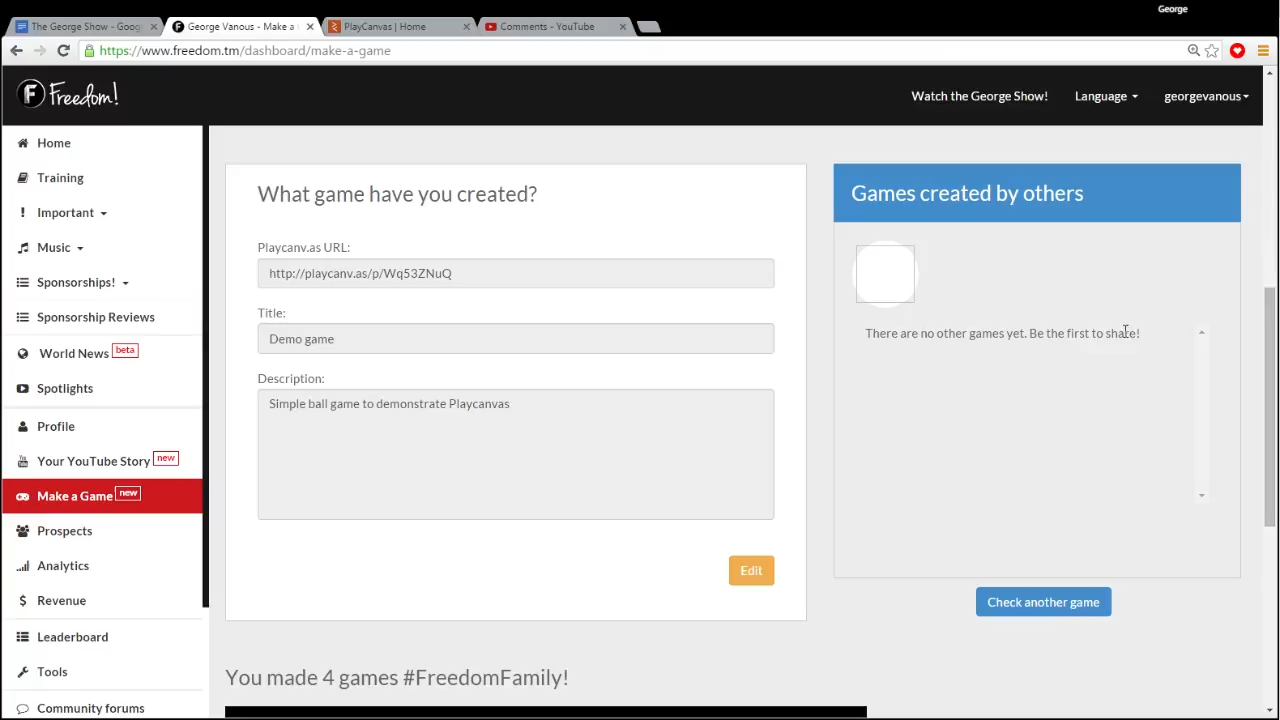 George
The George Show - Goog
George Vanous - Make a
PlayCanvas | Home
Comments - YouTube
https://www.freedom.tm/dashboard/make-a-game
F Freedom!
Watch the George Show!
Language
georgevanous
Home
Training
Important
Music
Sponsorships!
Sponsorship Reviews
World News beta
Spotlights
Profile
Your YouTube Story new
Make a Game new
Prospects
Analytics
Revenue
Leaderboard
Tools
Community forums
What game have you created?
Playcanv.as URL:
http://playcanv.as/p/Wq53ZNuQ
Title:
Demo game
Description:
Simple ball game to demonstrate Playcanvas
Edit
Games created by others
There are no other games yet. Be the first to share!
Check another game
You made 4 games #FreedomFamily!